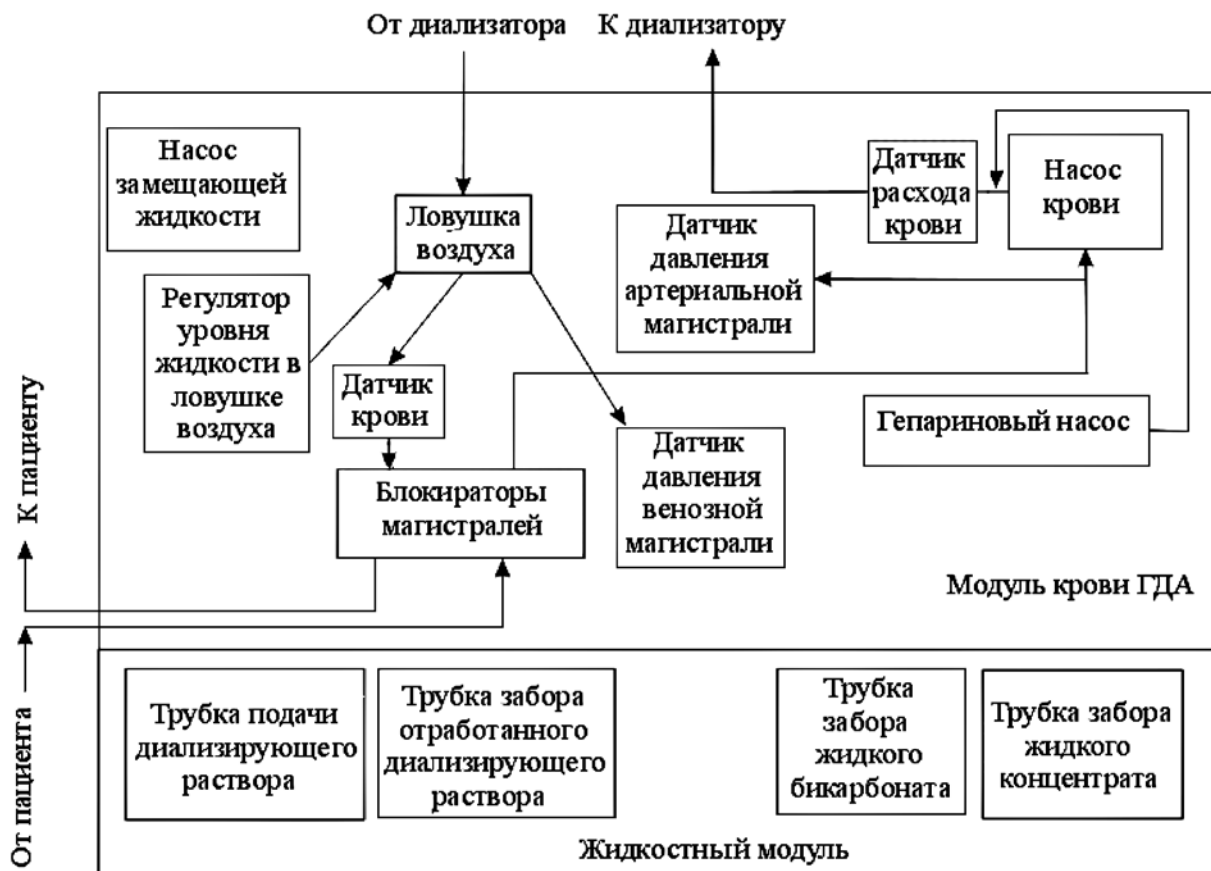 От диализатора
К диализатору
Насос
замещающей
жидкости
Ловушка
воздуха
Датчик
расхода
крови
Насос
крови
Датчик
давления
артериальной
магистрали
Регулятор
уровня
жидкости в
ловушке
воздуха
Датчик
крови
Гепариновый насос
Датчик
давления
венозной
магистрали
Блокираторы
магистралей
К пациенту
От пациента
Модуль крови ГДА
Трубка подачи
диализирующего
раствора
Трубка забора
отработанного
диализирующего
раствора
Трубка
забора
жидкого
бикарбоната
Трубка забора
жидкого
концентрата
Жидкостный модуль